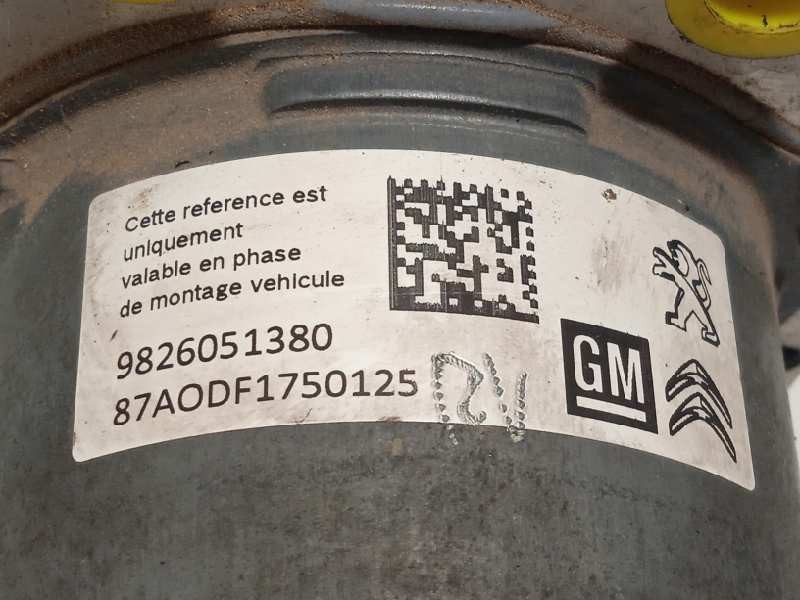 Cette reference est
uniquement
valable en phase
de montage vehicule
9826051380
87AODF1750125
GM